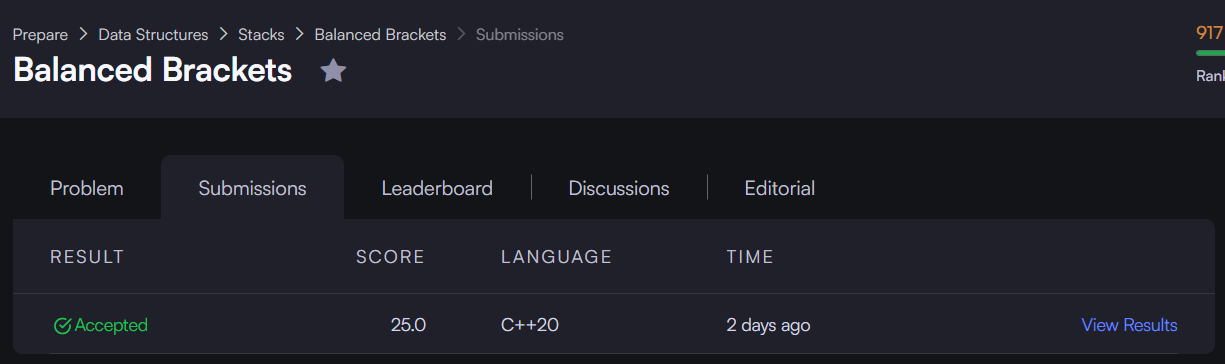 Prepare > Data Structures > Stacks > Balanced Brackets > Submissions
917
Balanced Brackets
Rank
Problem Submissions Leaderboard Discussions Editorial
RESULT SCORE LANGUAGE TIME
Accepted 25.0 C++20 2 days ago View Results